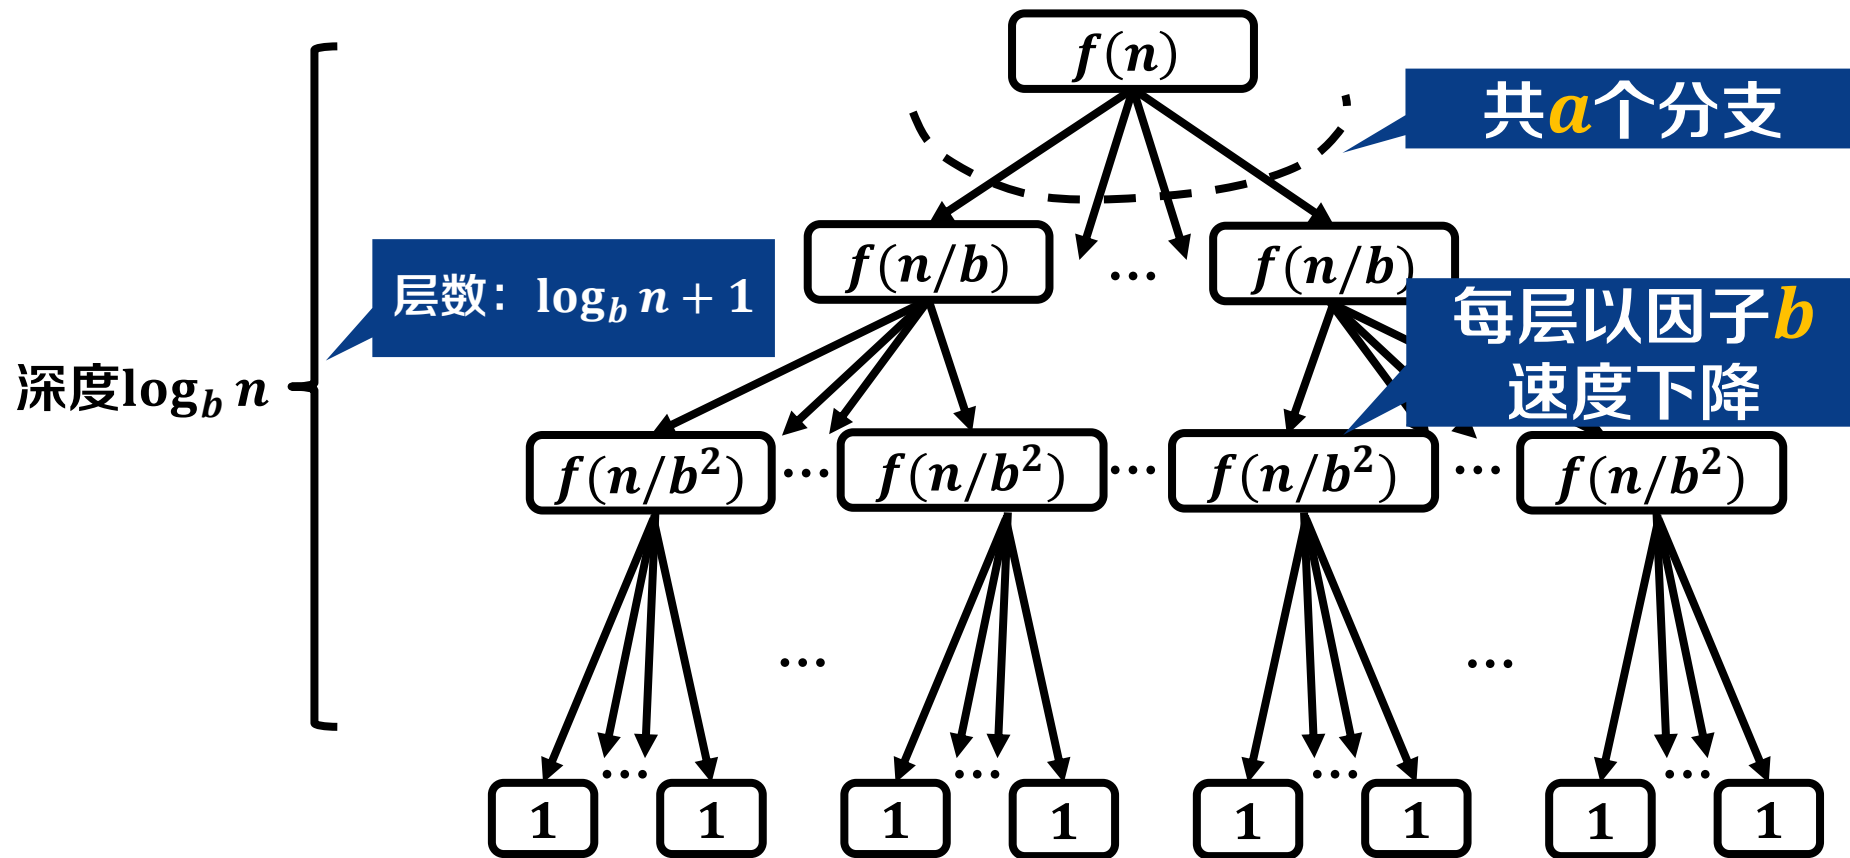 f(n)
共a个分支
f(n/b)
…
f(n/b)
层数：log_b n + 1
每层以因子b
速度下降
深度log_b n
f(n/b²)
…
f(n/b²)
…
f(n/b²)
…
f(n/b²)
…
…
…
…
…
…
1
1
1
1
1
1
1
1